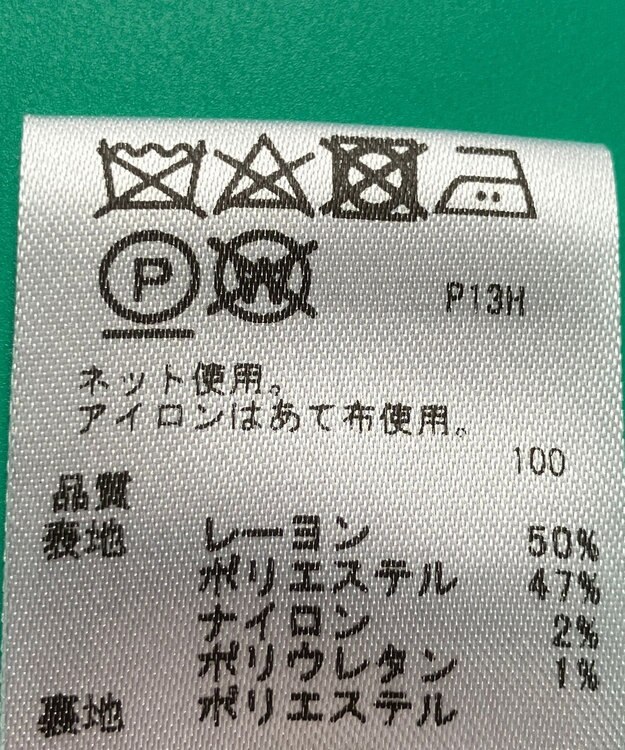 P
W
P13H
ネット使用。
アイロンはあて布使用。
100
品質
表地 レーヨン 50%
ポリエステル 47%
ナイロン 2%
ポリウレタン 1%
裏地 ポリエステル